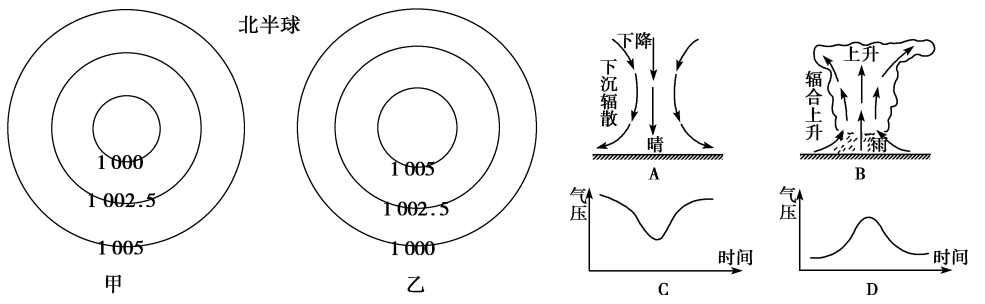 北半球
1 000
1 002.5
1 005
甲
1 005
1 002.5
1 000
乙
下降
下沉辐散
晴
A
上升
辐合上升
雨
B
气压
时间
C
气压
时间
D